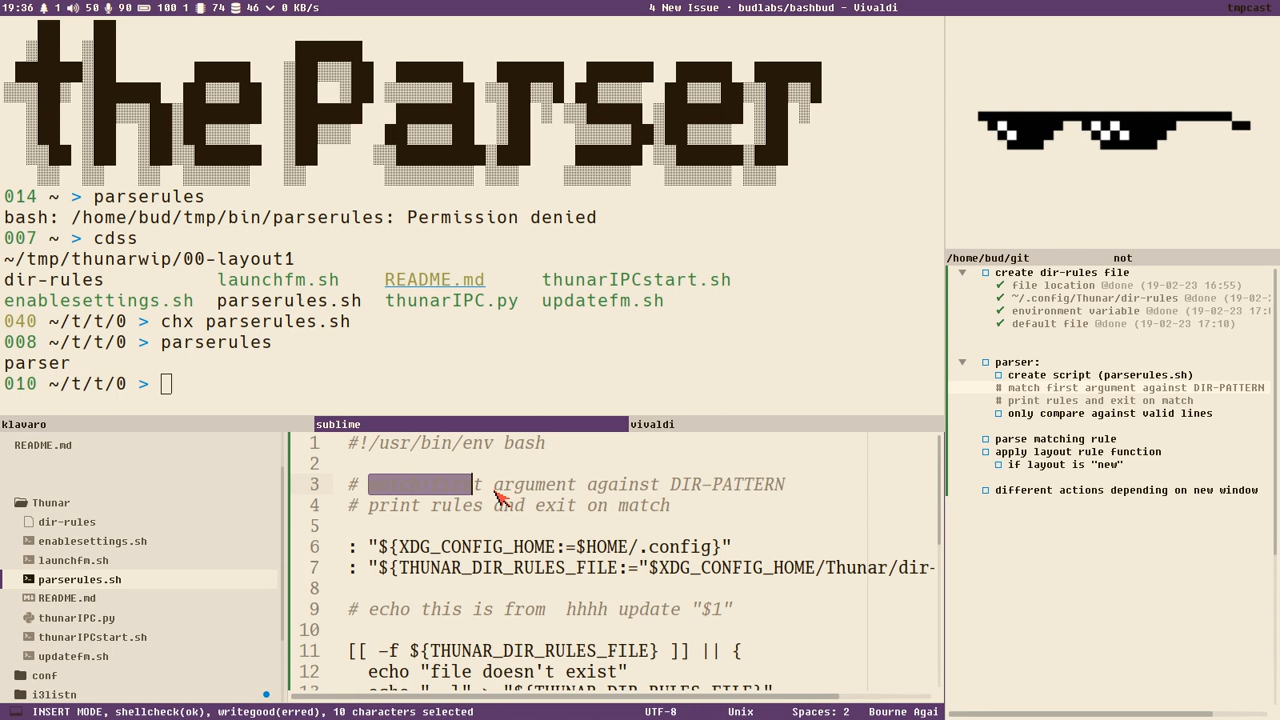 19:36 1 50 90 100 1 74 46 0 KB/s
4 New Issue · budlabs/bashbud - Vivaldi
tmpcast
the Parser
014 ~ > parserules
bash: /home/bud/tmp/bin/parserules: Permission denied
007 ~ > cdss
~/tmp/thunarwip/00-layout1
dir-rules launchfm.sh README.md thunarIPCstart.sh
enablesettings.sh parserules.sh thunarIPC.py updatefm.sh
040 ~/t/t/0 > chx parserules.sh
008 ~/t/t/0 > parserules
parser
010 ~/t/t/0 >
/home/bud/git not
create dir-rules file
✔ file location @done (19-02-23 16:55)
✔ ~/.config/Thunar/dir-rules @done (19-02-
✔ environment variable @done (19-02-23 17:
✔ default file @done (19-02-23 17:10)
parser:
create script (parserules.sh)
# match first argument against DIR-PATTERN
# print rules and exit on match
only compare against valid lines
parse matching rule
apply layout rule function
if layout is "new"
different actions depending on new window
klavaro sublime vivaldi
README.md
Thunar
dir-rules
enablesettings.sh
launchfm.sh
parserules.sh
README.md
thunarIPC.py
thunarIPCstart.sh
updatefm.sh
conf
i3listn
1 #!/usr/bin/env bash
2
3 # match first argument against DIR-PATTERN
4 # print rules and exit on match
5
6 : "${XDG_CONFIG_HOME:=$HOME/.config}"
7 : "${THUNAR_DIR_RULES_FILE:="$XDG_CONFIG_HOME/Thunar/dir-
8
9 # echo this is from  hhhh update "$1"
10
11 [[ -f ${THUNAR_DIR_RULES_FILE} ]] || {
12 echo "file doesn't exist"
INSERT MODE, shellcheck(ok), writegood(erred), 10 characters selected
UTF-8 Unix Spaces: 2 Bourne Agai